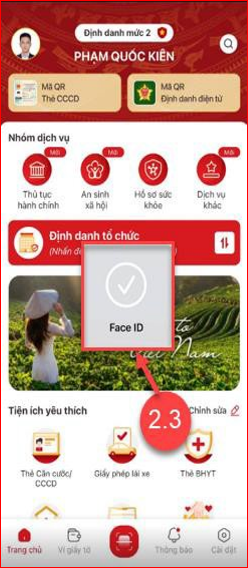 Định danh mức 2
PHẠM QUỐC KIÊN
Mã QR
Thẻ CCCD
Mã QR
Định danh điện tử
Nhóm dịch vụ
Mới
Mới
Mới
Thủ tục
hành chính
An sinh
xã hội
Hồ sơ sức
khỏe
Dịch vụ
khác
Định danh tổ chức
(Nhấn
Face ID
to
Việt Nam
2.3
Tiện ích yêu thích
Chỉnh sửa
Thẻ Căn cước/
CCCD
Giấy phép lái xe
Thẻ BHYT
Trang chủ
Ví giấy tờ
Thông báo
Cài đặt